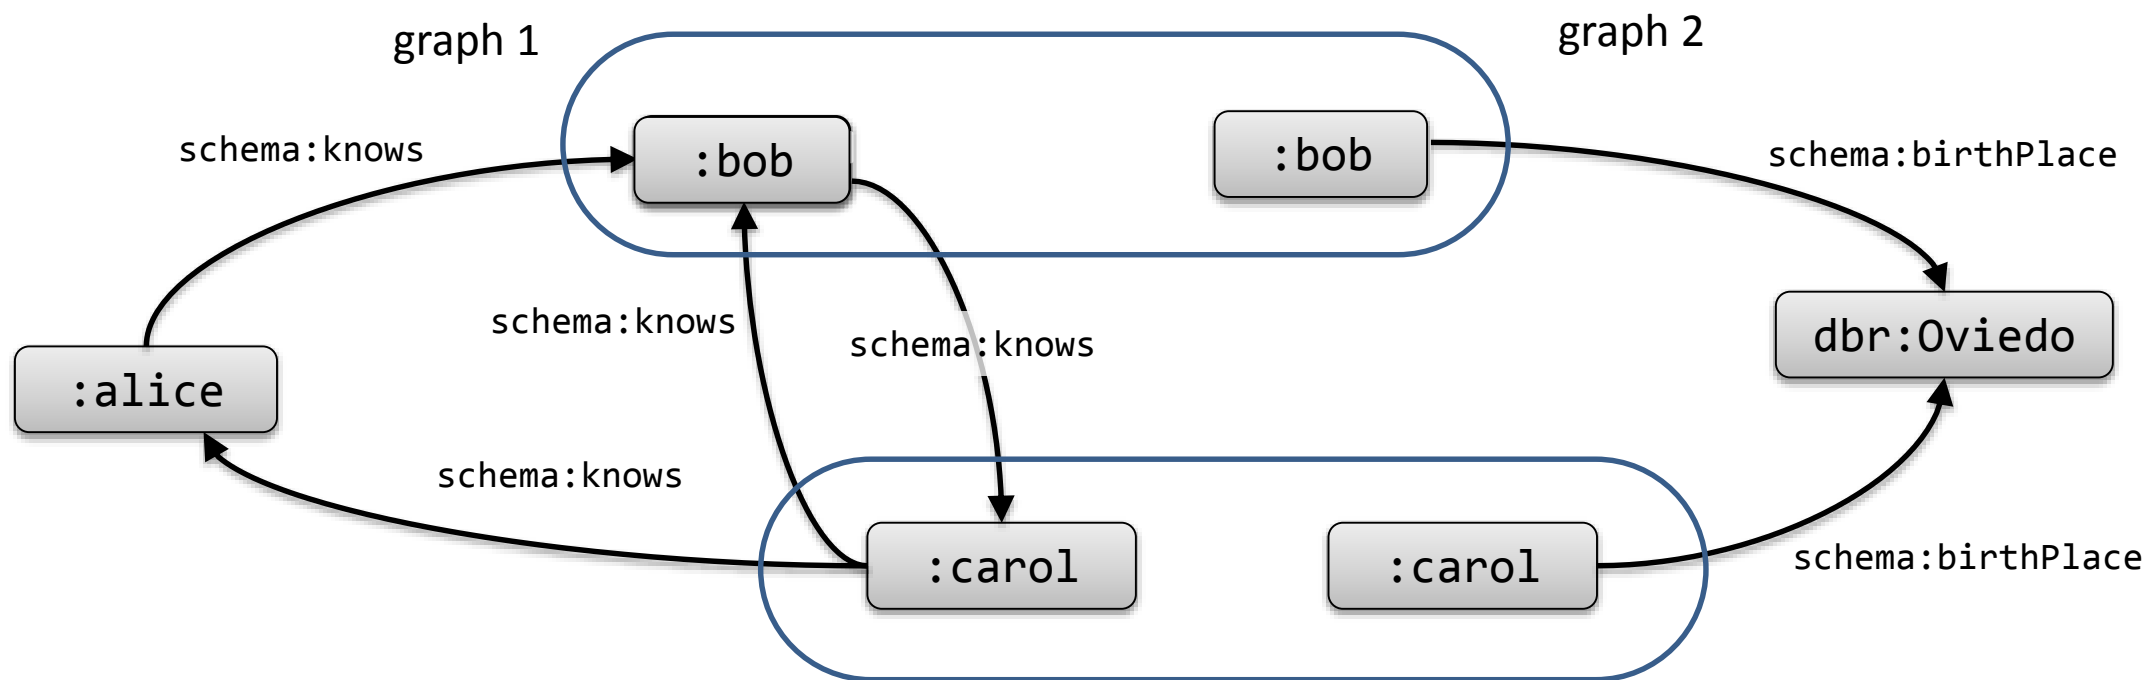 graph 1
graph 2
schema:knows
:bob
:bob
schema:birthPlace
schema:knows
schema:knows
dbr:Oviedo
:alice
schema:knows
:carol
:carol
schema:birthPlace